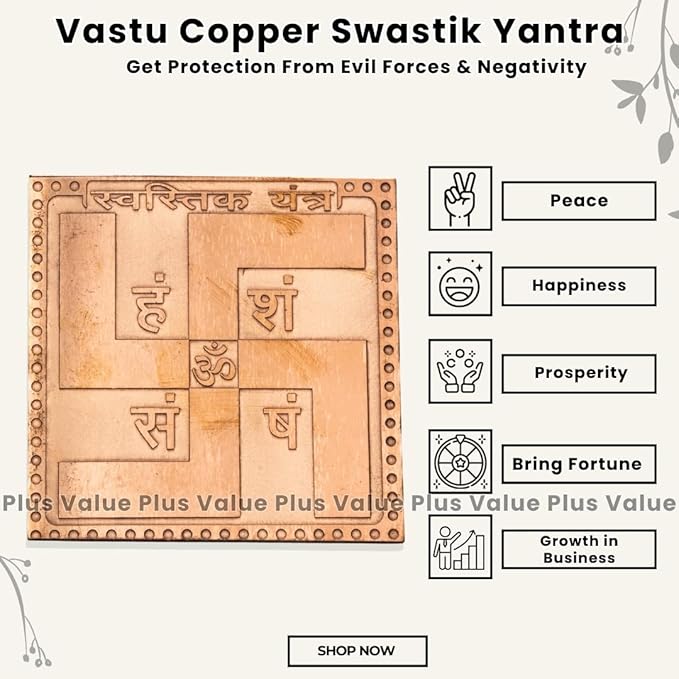 Vastu Copper Swastik Yantra
Get Protection From Evil Forces & Negativity
स्वस्तिक यंत्र
हं शं
ॐ
सं षं
Peace
Happiness
Prosperity
Bring Fortune
Plus Value Plus Value Plus Value Plus Value Plus Value
Growth in
Business
SHOP NOW